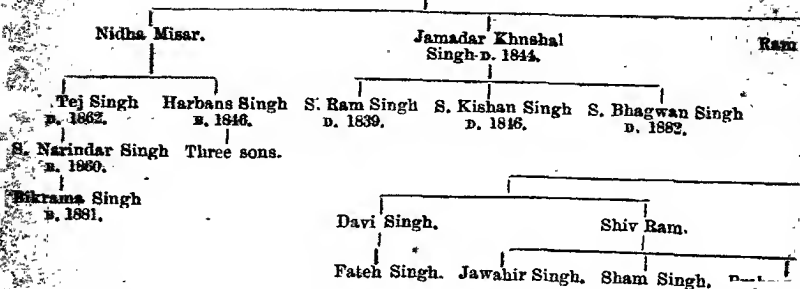 Nidha Misar.
Jamadar Khushal
Singh D. 1844.
Ram
Tej Singh
D. 1862.
Harbans Singh
B. 1846.
S. Ram Singh
D. 1839.
S. Kishan Singh
D. 1846.
S. Bhagwan Singh
D. 1882.
S. Narindar Singh
B. 1860.
Three sons.
Bikrama Singh
B. 1881.
Davi Singh.
Shiv Ram.
Fateh Singh.
Jawahir Singh.
Sham Singh.